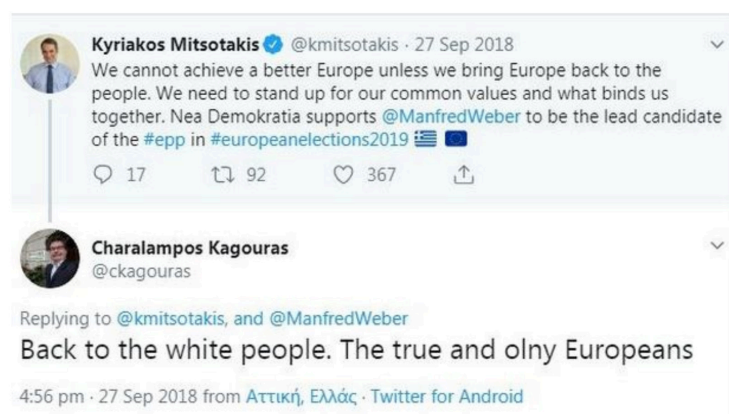 Kyriakos Mitsotakis @kmitsotakis · 27 Sep 2018
We cannot achieve a better Europe unless we bring Europe back to the
people. We need to stand up for our common values and what binds us
together. Nea Demokratia supports @ManfredWeber to be the lead candidate
of the #epp in #europeanelections2019
17 92 367
Charalampos Kagouras
@ckagouras
Replying to @kmitsotakis, and @ManfredWeber
Back to the white people. The true and olny Europeans
4:56 pm · 27 Sep 2018 from Αττική, Ελλάς · Twitter for Android